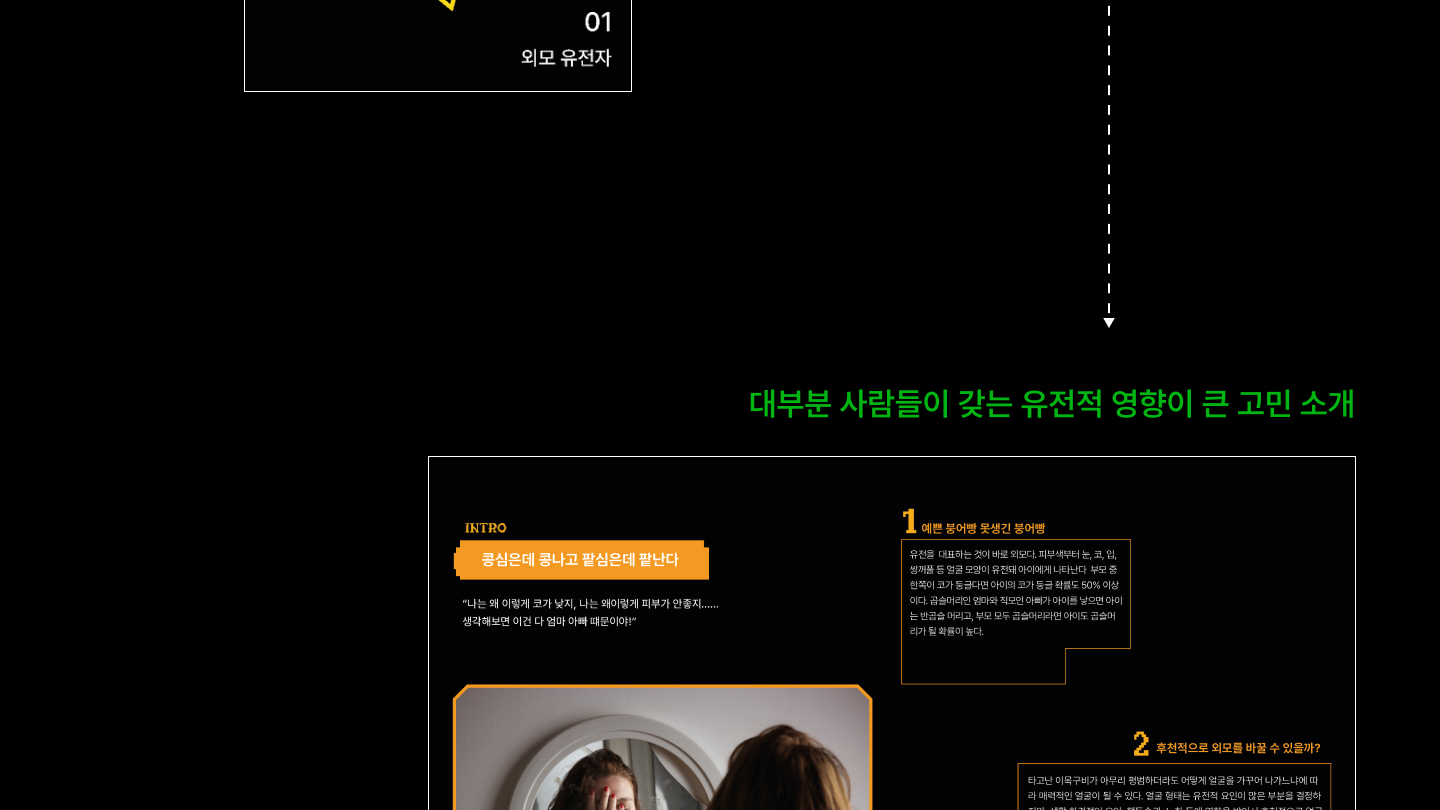 01
외모 유전자
대부분 사람들이 갖는 유전적 영향이 큰 고민 소개
INTRO
콩심은데 콩나고 팥심은데 팥난다
“나는 왜 이렇게 코가 낮지, 나는 왜이렇게 피부가 안좋지......
생각해보면 이건 다 엄마 아빠 때문이야!”
1 예쁜 붕어빵 못생긴 붕어빵
유전을 대표하는 것이 바로 외모다. 피부색부터 눈, 코, 입,
쌍꺼풀 등 얼굴 모양이 유전돼 아이에게 나타난다 부모 중
한쪽이 코가 둥글다면 아이의 코가 둥글 확률도 50% 이상
이다. 곱슬머리인 엄마와 직모인 아빠가 아이를 낳으면 아이
는 반곱슬 머리고, 부모 모두 곱슬머리라면 아이도 곱슬머
리가 될 확률이 높다.
2 후천적으로 외모를 바꿀 수 있을까?
타고난 이목구비가 아무리 평범하더라도 어떻게 얼굴을 가꾸어 나가느냐에 따
라 매력적인 얼굴이 될 수 있다. 얼굴 형태는 유전적 요인이 많은 부분을 결정하